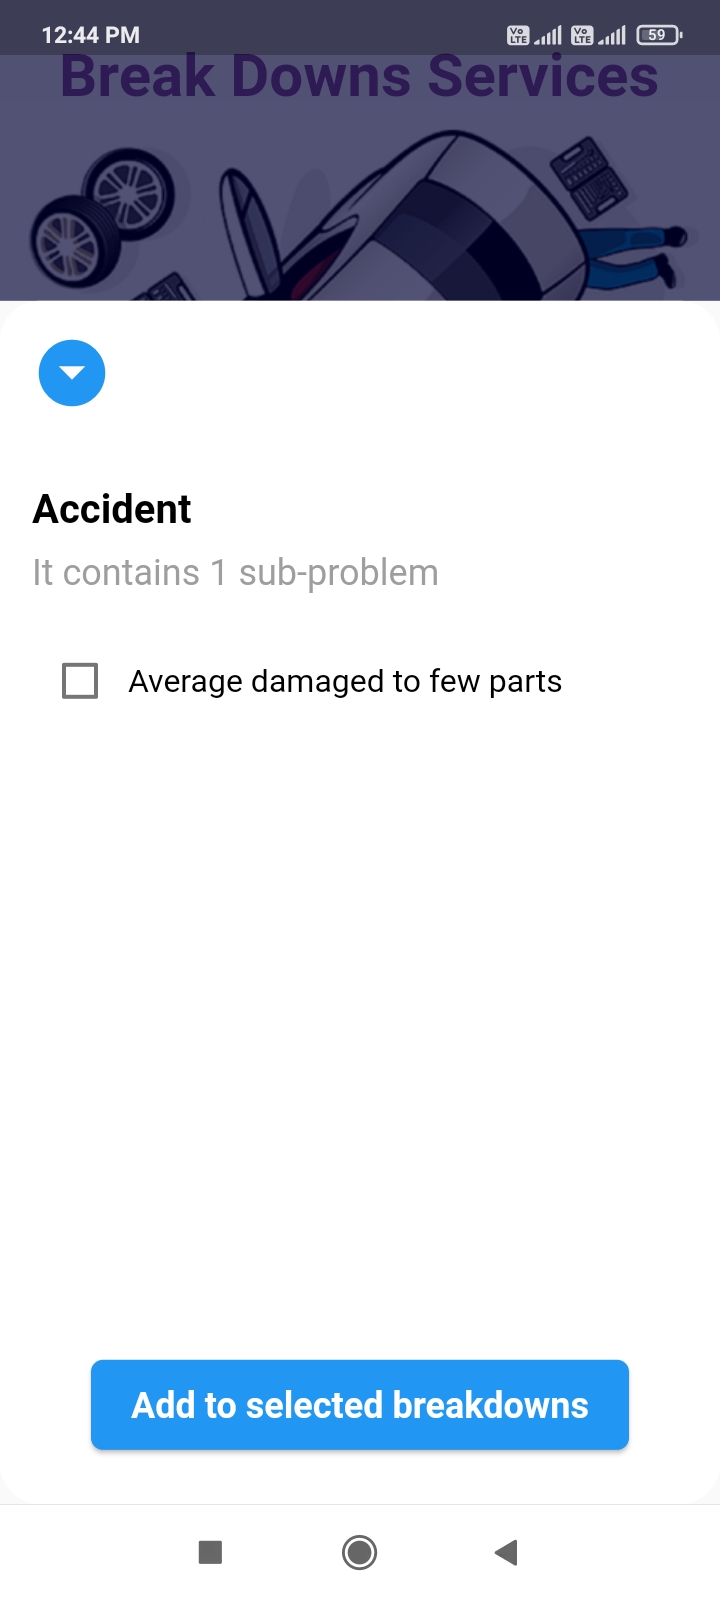 12:44 PM
Vo LTE Vo LTE 59
Break Downs Services
Accident
It contains 1 sub-problem
Average damaged to few parts
Add to selected breakdowns